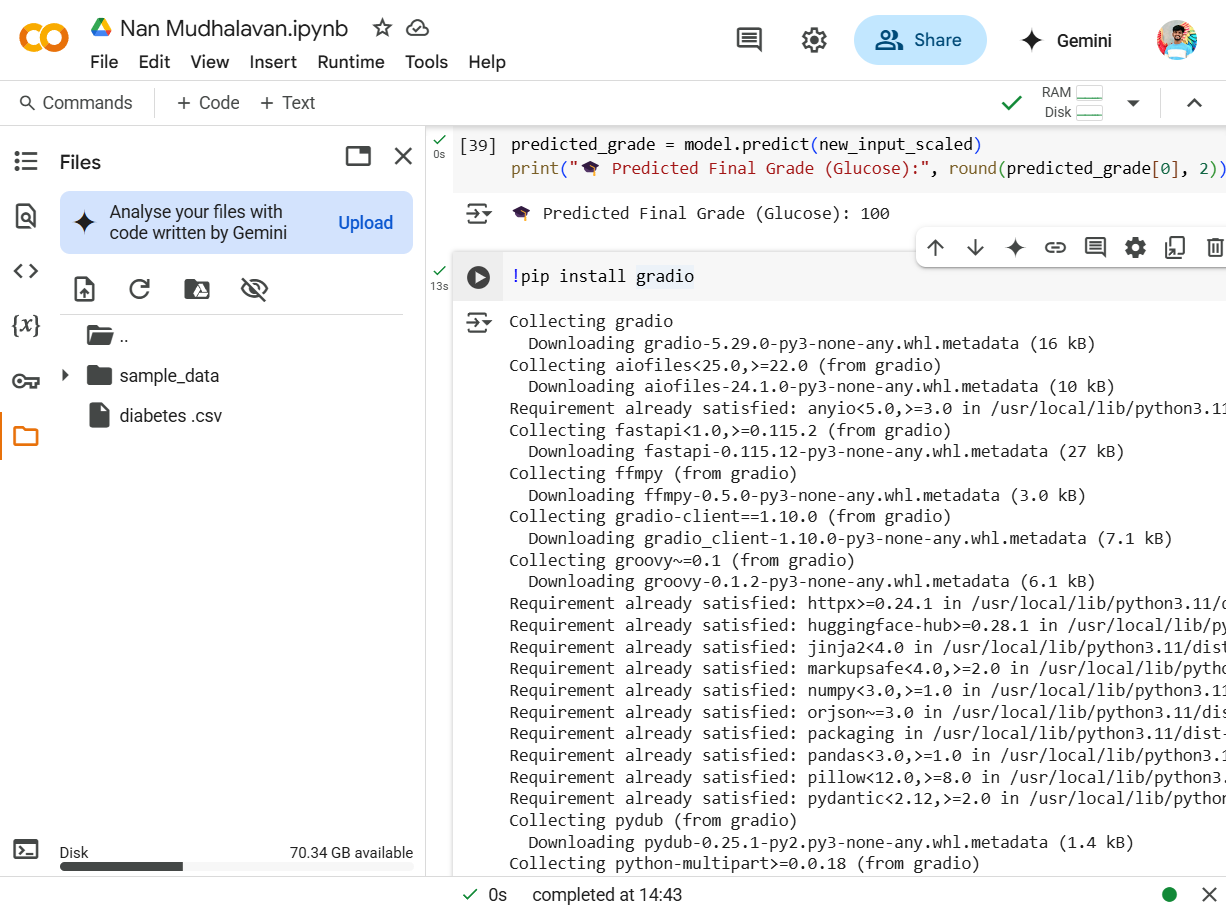 Nan Mudhalavan.ipynb
File Edit View Insert Runtime Tools Help
Share
Gemini
Commands
+ Code + Text
RAM
Disk
Files
Analyse your files with
code written by Gemini
Upload
{x}
..
sample_data
diabetes .csv
Disk 70.34 GB available
0s
[39] predicted_grade = model.predict(new_input_scaled)
print("🎓 Predicted Final Grade (Glucose):", round(predicted_grade[0], 2))
🎓 Predicted Final Grade (Glucose): 100
13s
!pip install gradio
Collecting gradio
Downloading gradio-5.29.0-py3-none-any.whl.metadata (16 kB)
Collecting aiofiles<25.0,>=22.0 (from gradio)
Downloading aiofiles-24.1.0-py3-none-any.whl.metadata (10 kB)
Requirement already satisfied: anyio<5.0,>=3.0 in /usr/local/lib/python3.11
Collecting fastapi<1.0,>=0.115.2 (from gradio)
Downloading fastapi-0.115.12-py3-none-any.whl.metadata (27 kB)
Collecting ffmpy (from gradio)
Downloading ffmpy-0.5.0-py3-none-any.whl.metadata (3.0 kB)
Collecting gradio-client==1.10.0 (from gradio)
Downloading gradio_client-1.10.0-py3-none-any.whl.metadata (7.1 kB)
Collecting groovy~=0.1 (from gradio)
Downloading groovy-0.1.2-py3-none-any.whl.metadata (6.1 kB)
Requirement already satisfied: httpx>=0.24.1 in /usr/local/lib/python3.11/d
Requirement already satisfied: huggingface-hub>=0.28.1 in /usr/local/lib/py
Requirement already satisfied: jinja2<4.0 in /usr/local/lib/python3.11/dist
Requirement already satisfied: markupsafe<4.0,>=2.0 in /usr/local/lib/pytho
Requirement already satisfied: numpy<3.0,>=1.0 in /usr/local/lib/python3.11
Requirement already satisfied: orjson~=3.0 in /usr/local/lib/python3.11/dis
Requirement already satisfied: packaging in /usr/local/lib/python3.11/dist-
Requirement already satisfied: pandas<3.0,>=1.0 in /usr/local/lib/python3.1
Requirement already satisfied: pillow<12.0,>=8.0 in /usr/local/lib/python3.
Requirement already satisfied: pydantic<2.12,>=2.0 in /usr/local/lib/python
Collecting pydub (from gradio)
Downloading pydub-0.25.1-py2.py3-none-any.whl.metadata (1.4 kB)
Collecting python-multipart>=0.0.18 (from gradio)
0s completed at 14:43